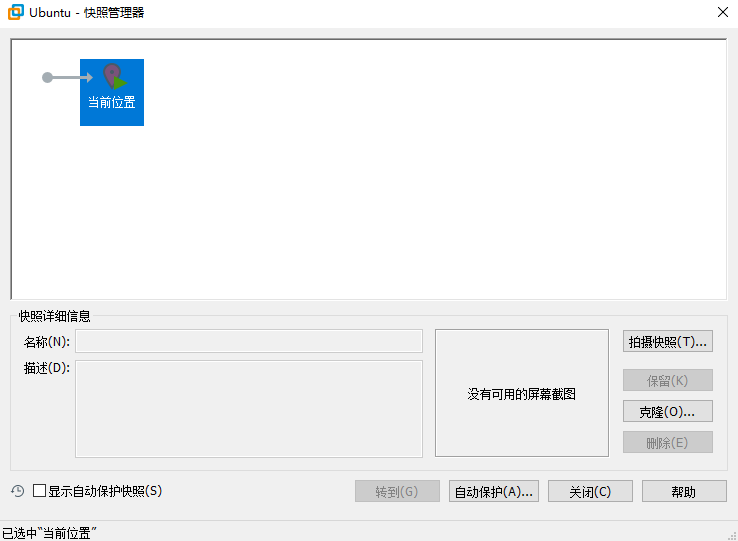 Ubuntu - 快照管理器
当前位置
快照详细信息
名称(N):
描述(D):
没有可用的屏幕截图
拍摄快照(T)...
保留(K)
克隆(O)...
删除(E)
显示自动保护快照(S)
转到(G)
自动保护(A)...
关闭(C)
帮助
已选中"当前位置"